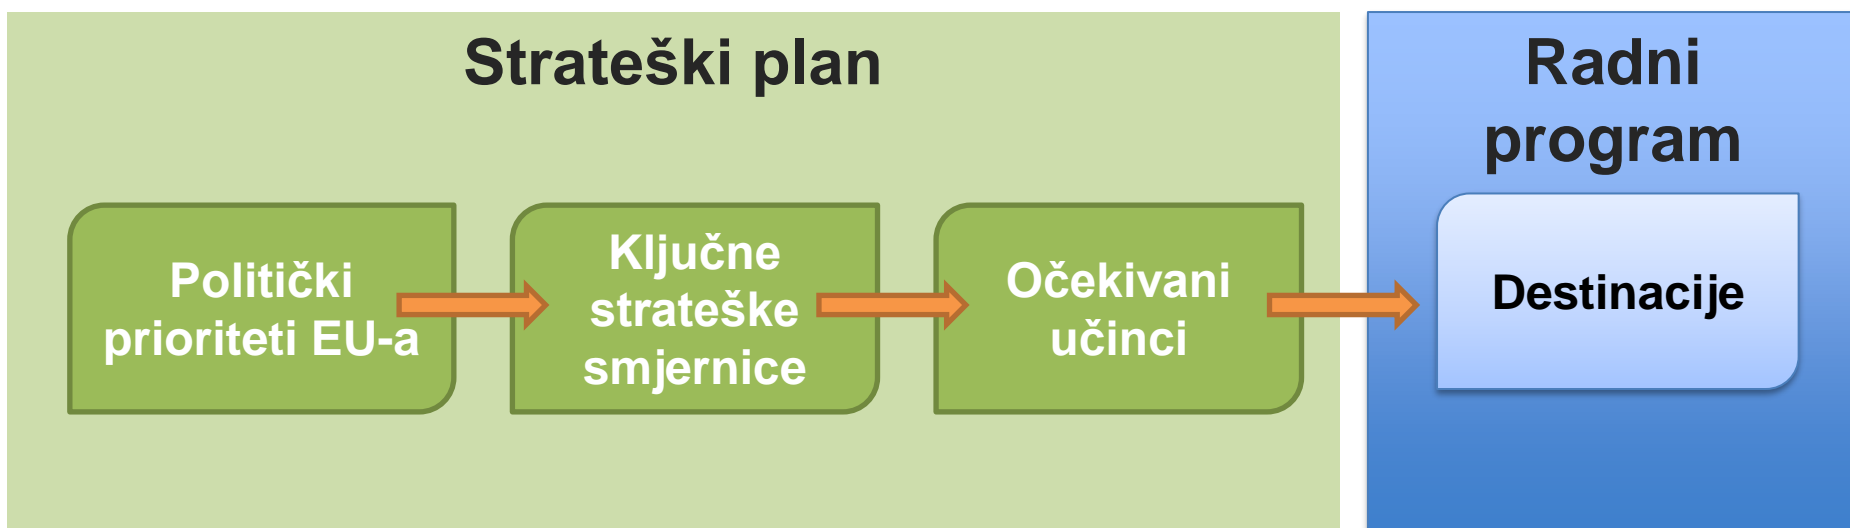 Strateški plan
Politički
prioriteti EU-a
Ključne
strateške
smjernice
Očekivani
učinci
Radni
program
Destinacije